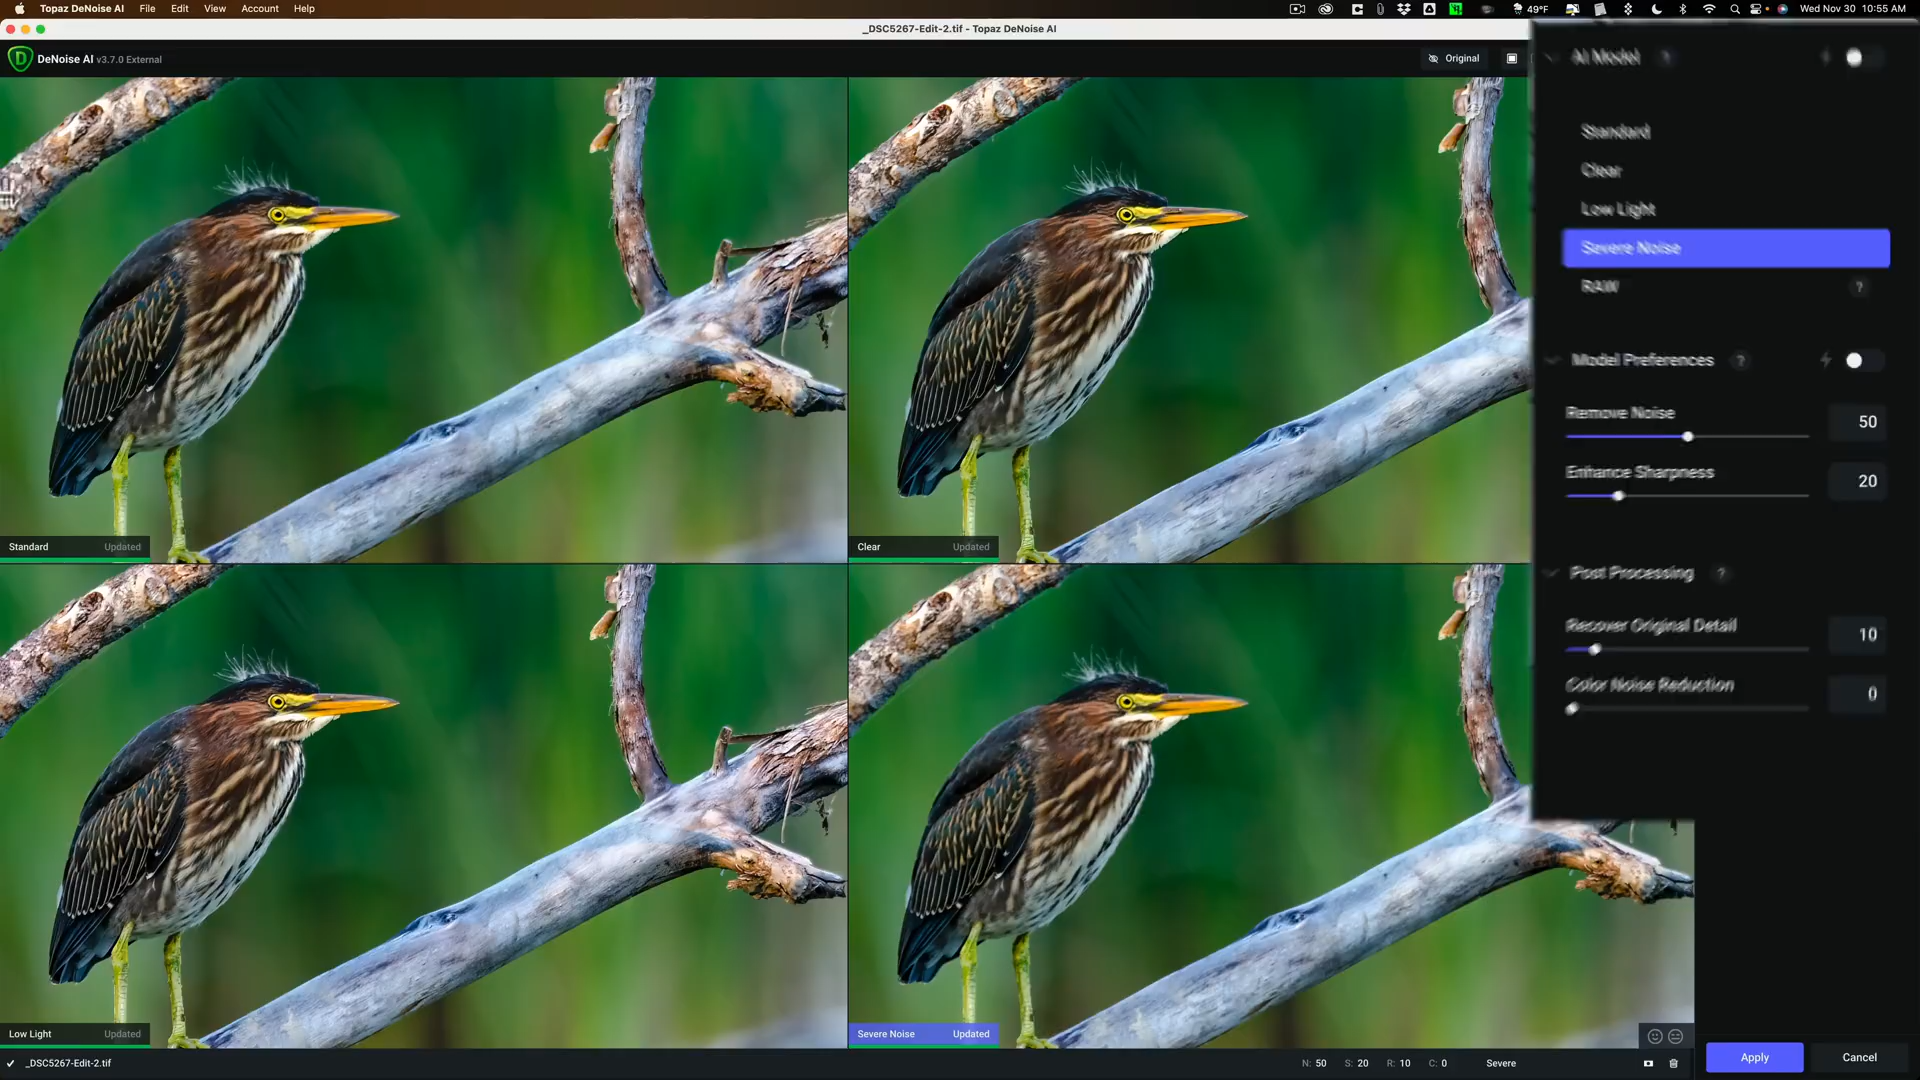 Topaz DeNoise AI File Edit View Account Help 49°F Wed Nov 30 10:55 AM
_DSC5267-Edit-2.tif - Topaz DeNoise AI
DeNoise AI v3.7.0 External
Original
AI Model ?
Standard
Clear
Low Light
Severe Noise
RAW ?
Model Preferences ?
Remove Noise 50
Enhance Sharpness 20
Standard Updated
Clear Updated
Post Processing ?
Recover Original Detail 10
Color Noise Reduction 0
Low Light Updated
Severe Noise Updated
_DSC5267-Edit-2.tif
N: 50 S: 20 R: 10 C: 0 Severe
Apply Cancel